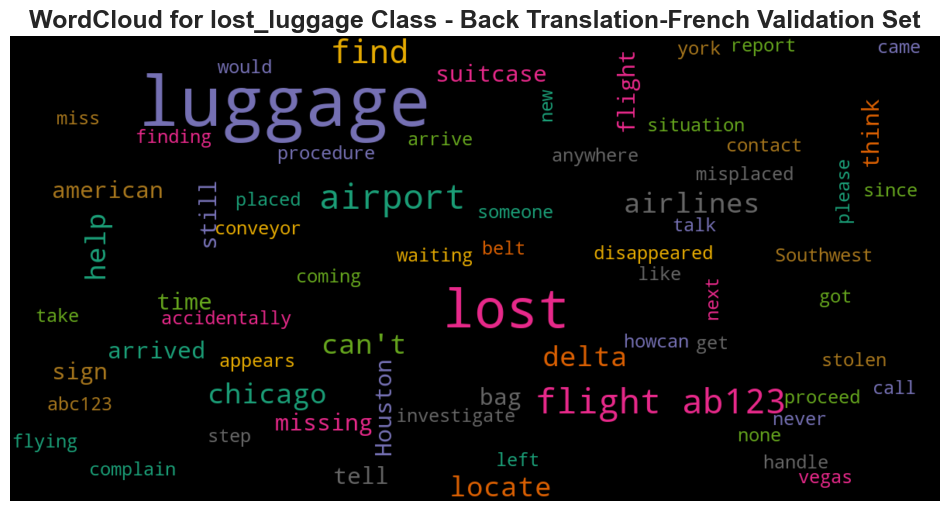 WordCloud for lost_luggage Class - Back Translation-French Validation Set
find
york
report
came
would
suitcase
flight
luggage
new
miss
finding
arrive
situation
think
procedure
anywhere
contact
misplaced
american
still
placed
airport
someone
airlines
please
since
help
conveyor
talk
waiting
belt
disappeared
Southwest
coming
like
time
lost
next
got
take
accidentally
can't
howcan
get
arrived
appears
delta
stolen
sign
chicago
Houston
bag
flight ab123
proceed
call
abc123
missing
investigate
never
flying
step
none
complain
tell
left
handle
locate
vegas